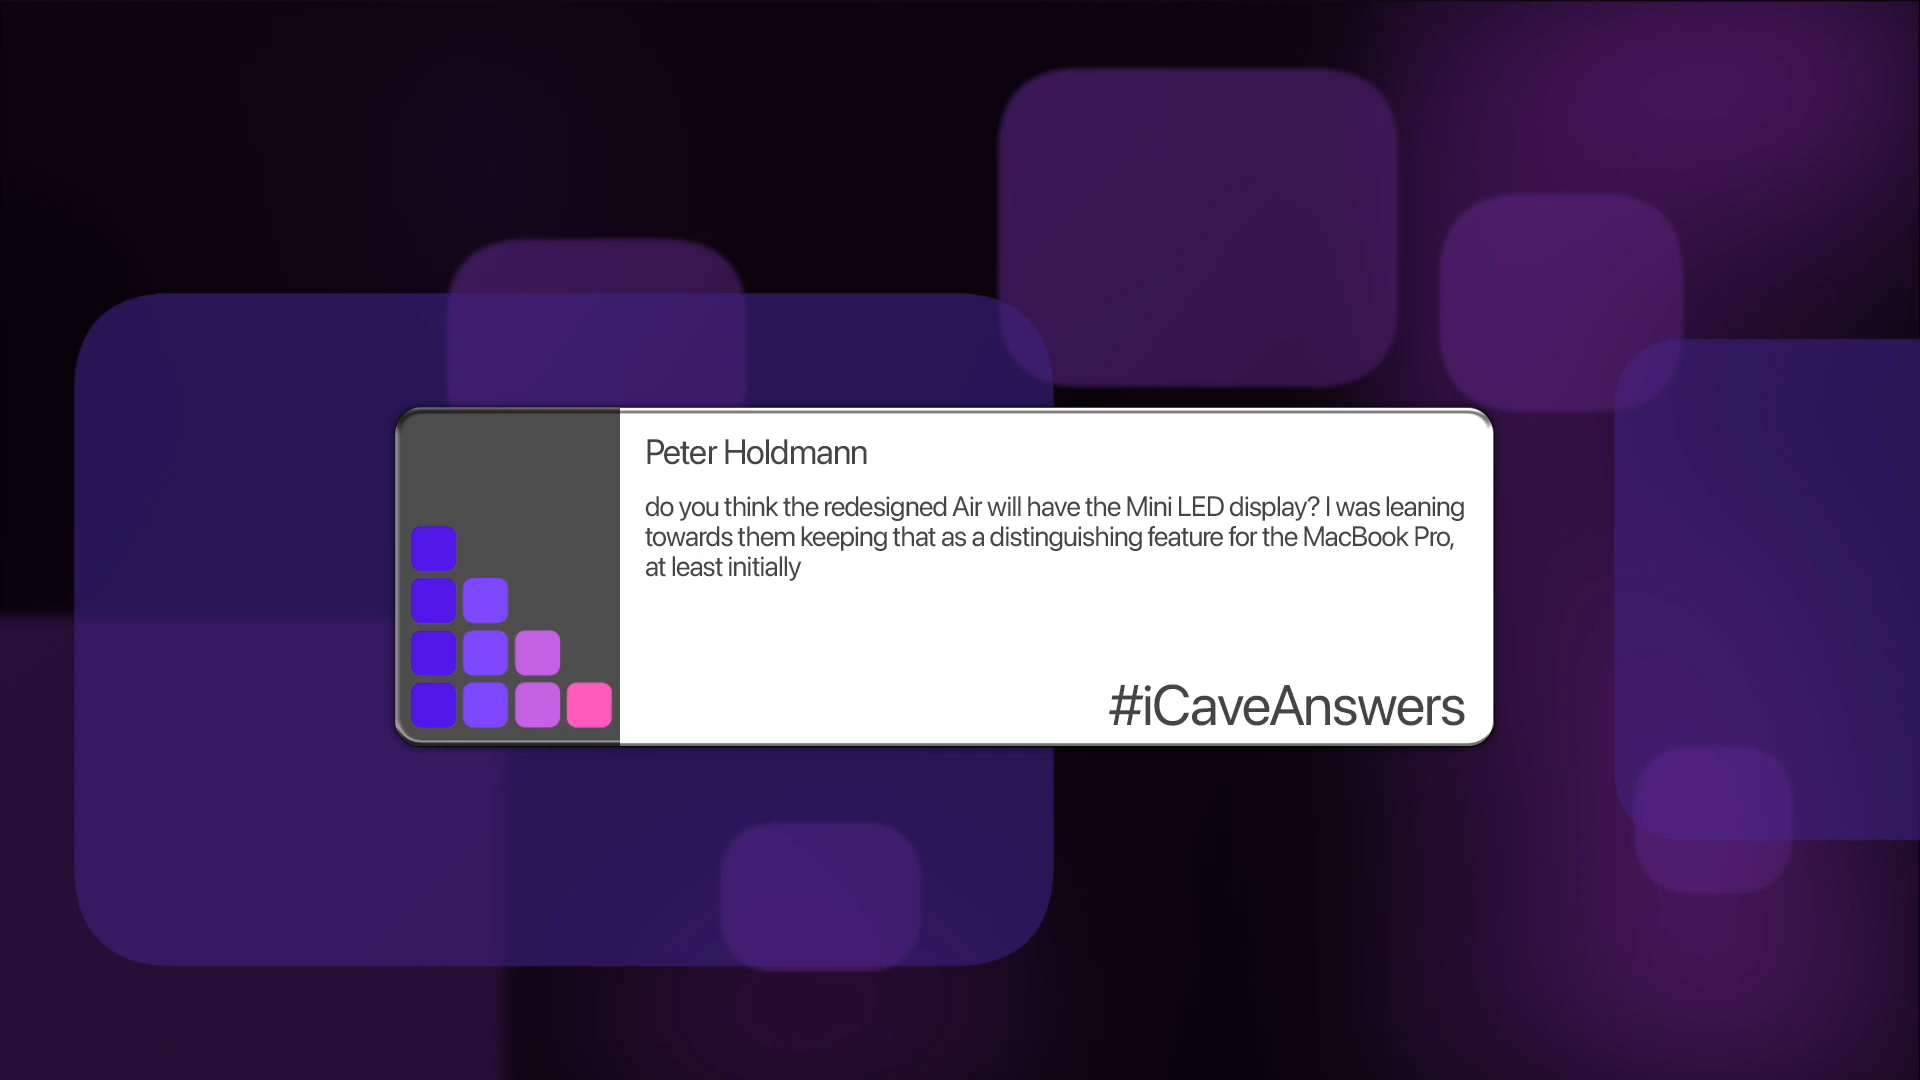 Peter Holdmann
do you think the redesigned Air will have the Mini LED display? I was leaning
towards them keeping that as a distinguishing feature for the MacBook Pro,
at least initially
#iCaveAnswers